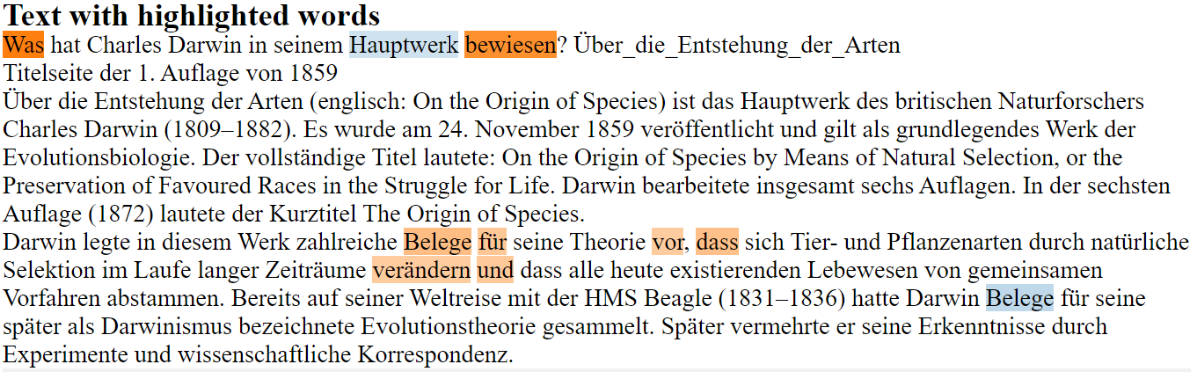 Text with highlighted words
Was hat Charles Darwin in seinem Hauptwerk bewiesen? Über_die_Entstehung_der_Arten
Titelseite der 1. Auflage von 1859
Über die Entstehung der Arten (englisch: On the Origin of Species) ist das Hauptwerk des britischen Naturforschers
Charles Darwin (1809–1882). Es wurde am 24. November 1859 veröffentlicht und gilt als grundlegendes Werk der
Evolutionsbiologie. Der vollständige Titel lautete: On the Origin of Species by Means of Natural Selection, or the
Preservation of Favoured Races in the Struggle for Life. Darwin bearbeitete insgesamt sechs Auflagen. In der sechsten
Auflage (1872) lautete der Kurztitel The Origin of Species.
Darwin legte in diesem Werk zahlreiche Belege für seine Theorie vor, dass sich Tier- und Pflanzenarten durch natürliche
Selektion im Laufe langer Zeiträume verändern und dass alle heute existierenden Lebewesen von gemeinsamen
Vorfahren abstammen. Bereits auf seiner Weltreise mit der HMS Beagle (1831–1836) hatte Darwin Belege für seine
später als Darwinismus bezeichnete Evolutionstheorie gesammelt. Später vermehrte er seine Erkenntnisse durch
Experimente und wissenschaftliche Korrespondenz.